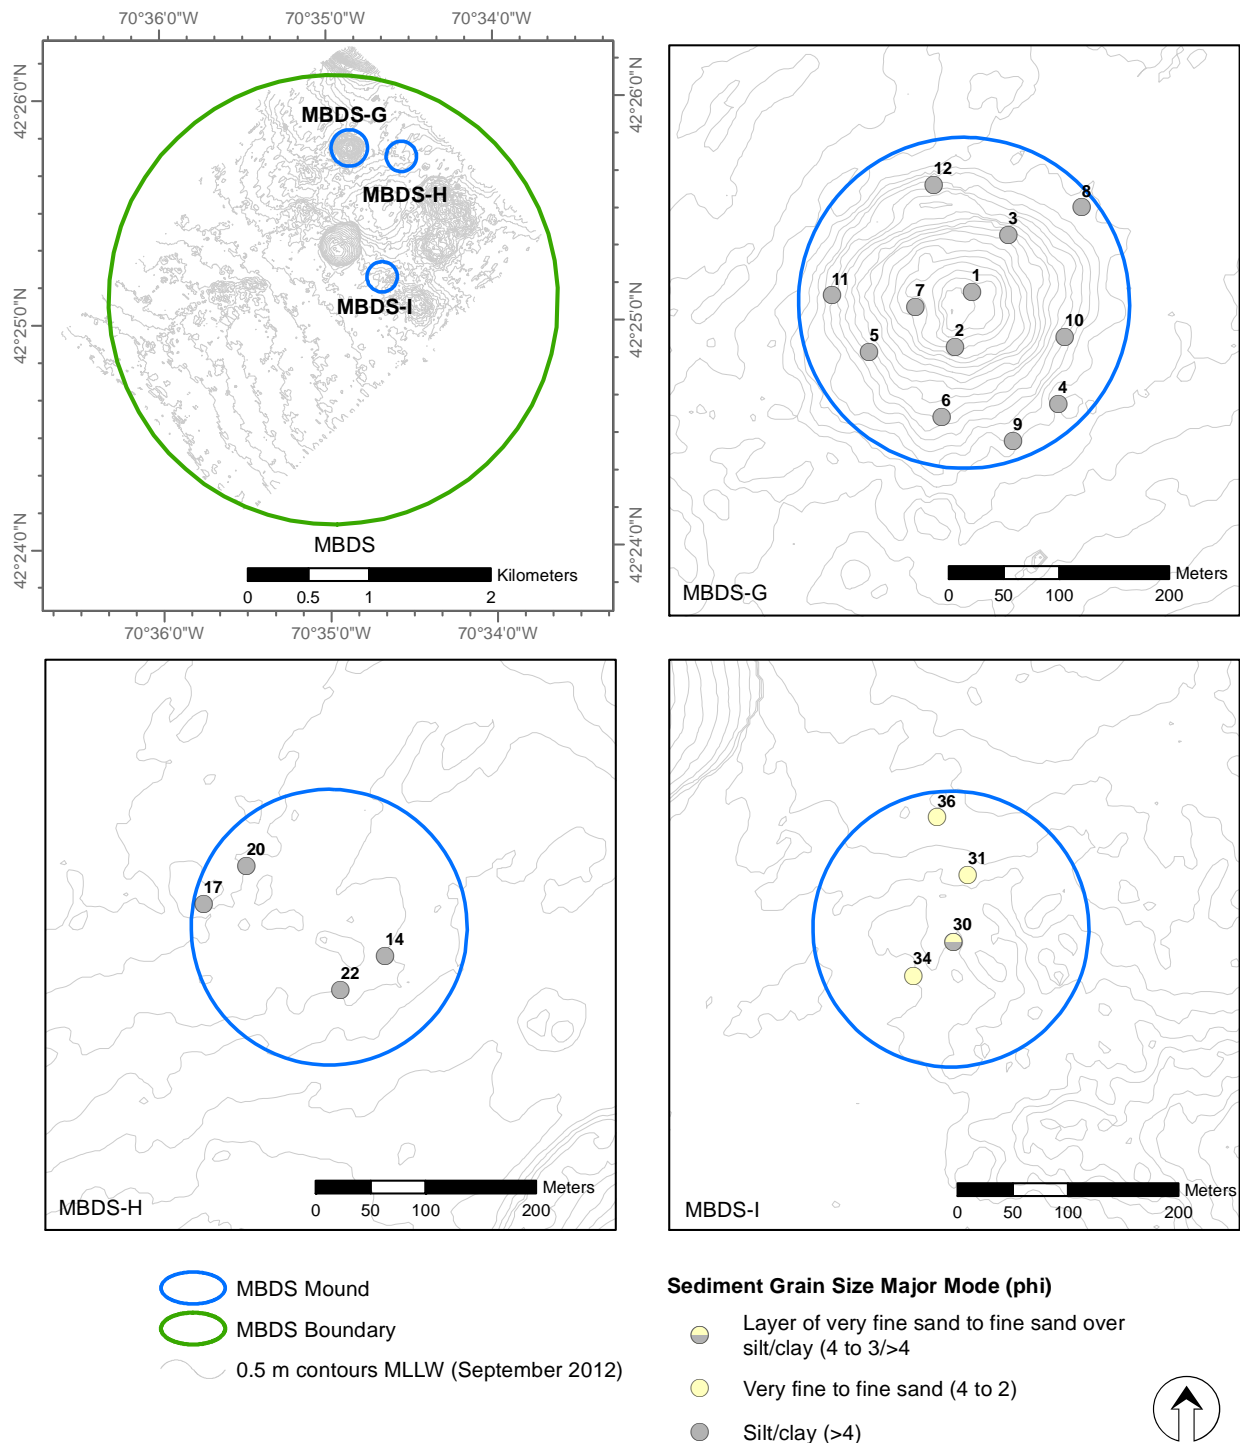 70°36'0"W
70°35'0"W
70°34'0"W
42°26'0"N
42°26'0"N
MBDS-G
MBDS-H
42°25'0"N
42°25'0"N
MBDS-I
42°24'0"N
42°24'0"N
MBDS
Kilometers
0 0.5 1 2
70°36'0"W
70°35'0"W
70°34'0"W
12
8
3
1
11
7
10
2
5
4
6
9
Meters
0 50 100 200
MBDS-G
20
17
14
22
Meters
0 50 100 200
MBDS-H
36
31
30
34
Meters
0 50 100 200
MBDS-I
MBDS Mound
MBDS Boundary
0.5 m contours MLLW (September 2012)
Sediment Grain Size Major Mode (phi)
Layer of very fine sand to fine sand over
silt/clay (4 to 3/>4
Very fine to fine sand (4 to 2)
Silt/clay (>4)